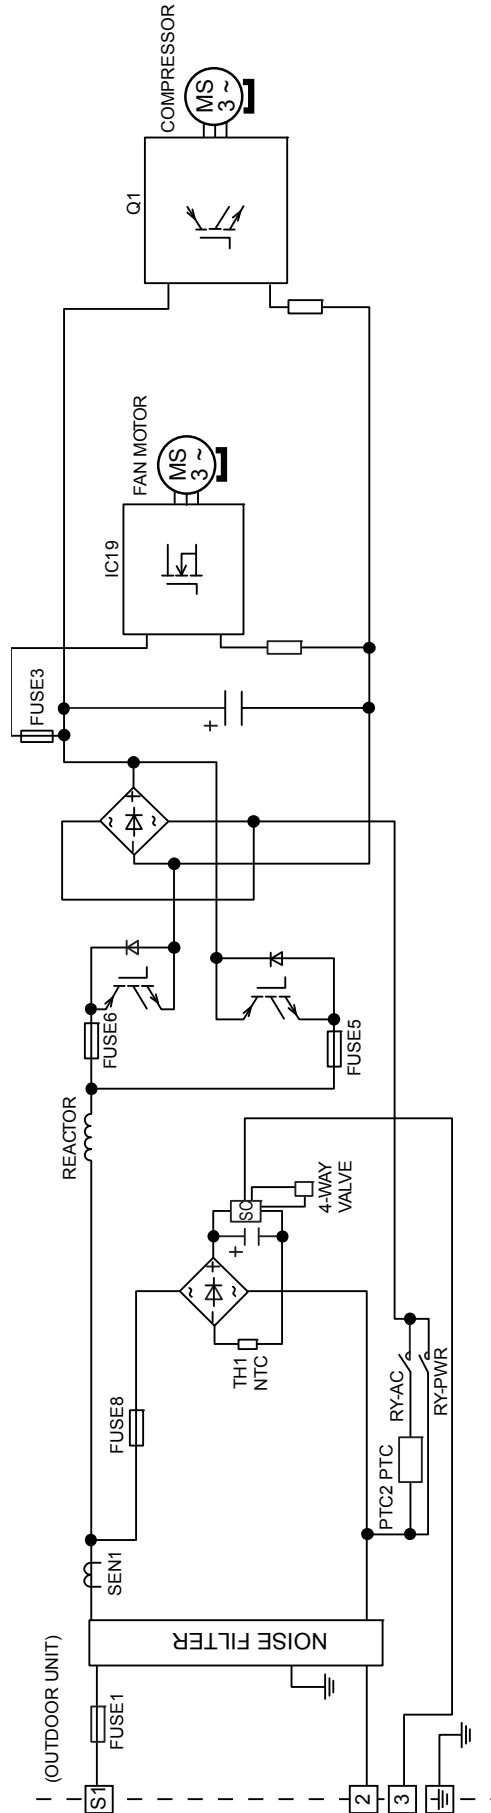 COMPRESSOR
MS
3 ~
Q1
FAN MOTOR
MS
3 ~
IC19
FUSE3
+
+
~
~
−
FUSE6
FUSE5
REACTOR
4-WAY
VALVE
SC
+
+
~
~
−
TH1
NTC
FUSE8
RY-AC
RY-PWR
PTC2 PTC
SEN1
NOISE FILTER
(OUTDOOR UNIT)
FUSE1
S1
2
3